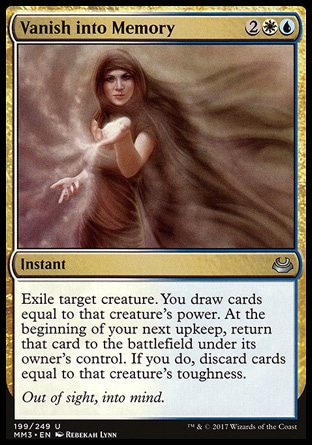 Vanish into Memory 2
Instant
Exile target creature. You draw cards
equal to that creature's power. At the
beginning of your next upkeep, return
that card to the battlefield under its
owner's control. If you do, discard cards
equal to that creature's toughness.
Out of sight, into mind.
199/249 U
MM3 • EN Rebekah Lynn
™ & © 2017 Wizards of the Coast